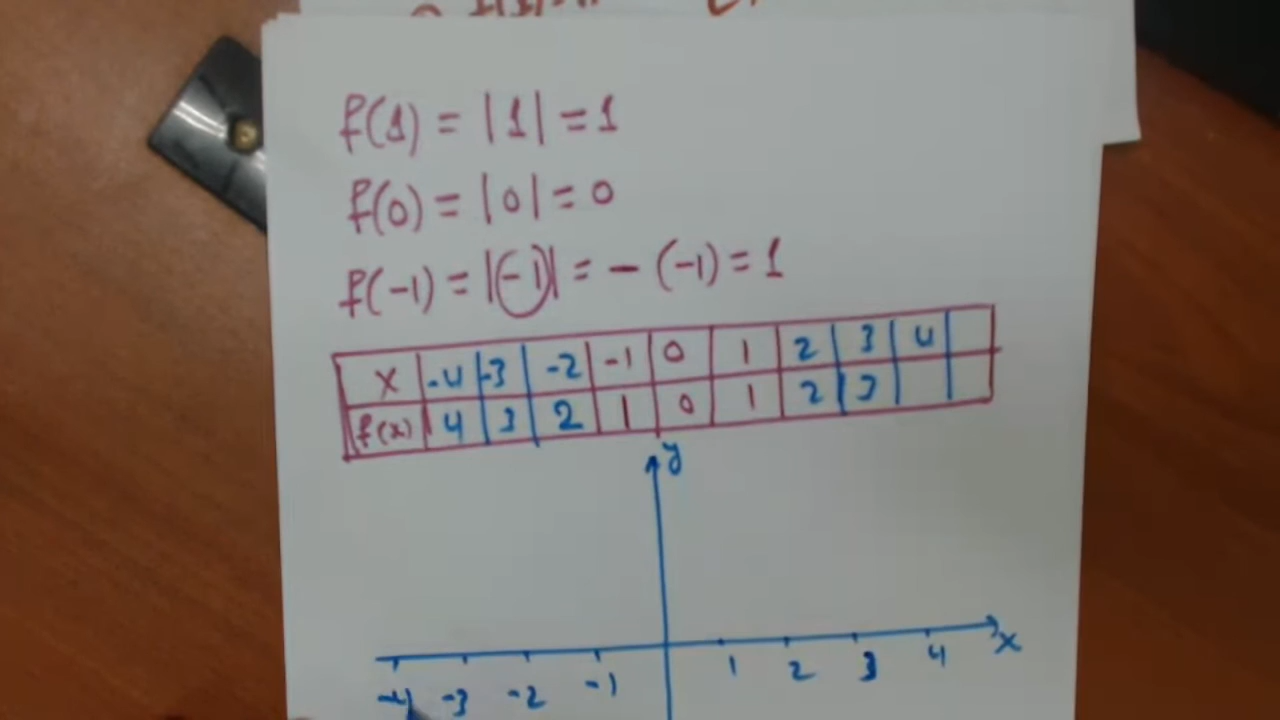 f(1) = |1| = 1
f(0) = |0| = 0
f(-1) = |(-1)| = - (-1) = 1
x -4 -3 -2 -1 0 1 2 3 4
f(x) 4 3 2 1 0 1 2 3
y
x
-4 -3 -2 -1 1 2 3 4